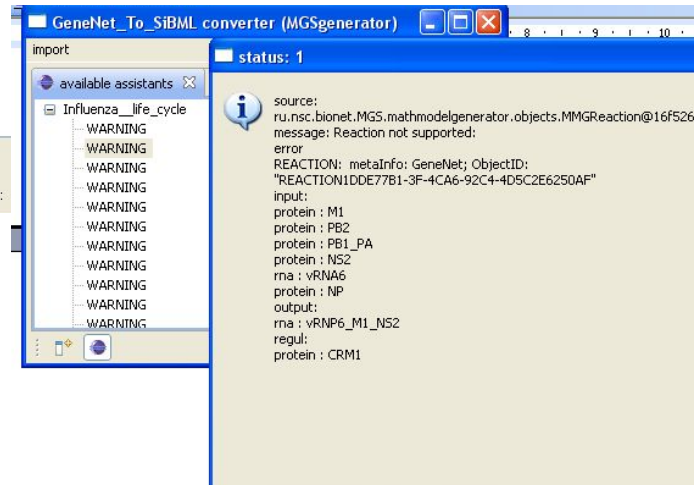 GeneNet_To_SiBML converter (MGSgenerator)
8 · 9 · 10
import
status: 1
available assistants
Influenza__life_cycle
WARNING
WARNING
WARNING
WARNING
WARNING
WARNING
WARNING
WARNING
WARNING
WARNING
WARNING
source:
ru.nsc.bionet.MGS.mathmodelgenerator.objects.MMGReaction@16f526
message: Reaction not supported:
error
REACTION: metaInfo: GeneNet; ObjectID:
"REACTION1DDE77B1-3F-4CA6-92C4-4D5C2E6250AF"
input:
protein : M1
protein : PB2
protein : PB1_PA
protein : NS2
rna : vRNA6
protein : NP
output:
rna : vRNP6_M1_NS2
regul:
protein : CRM1